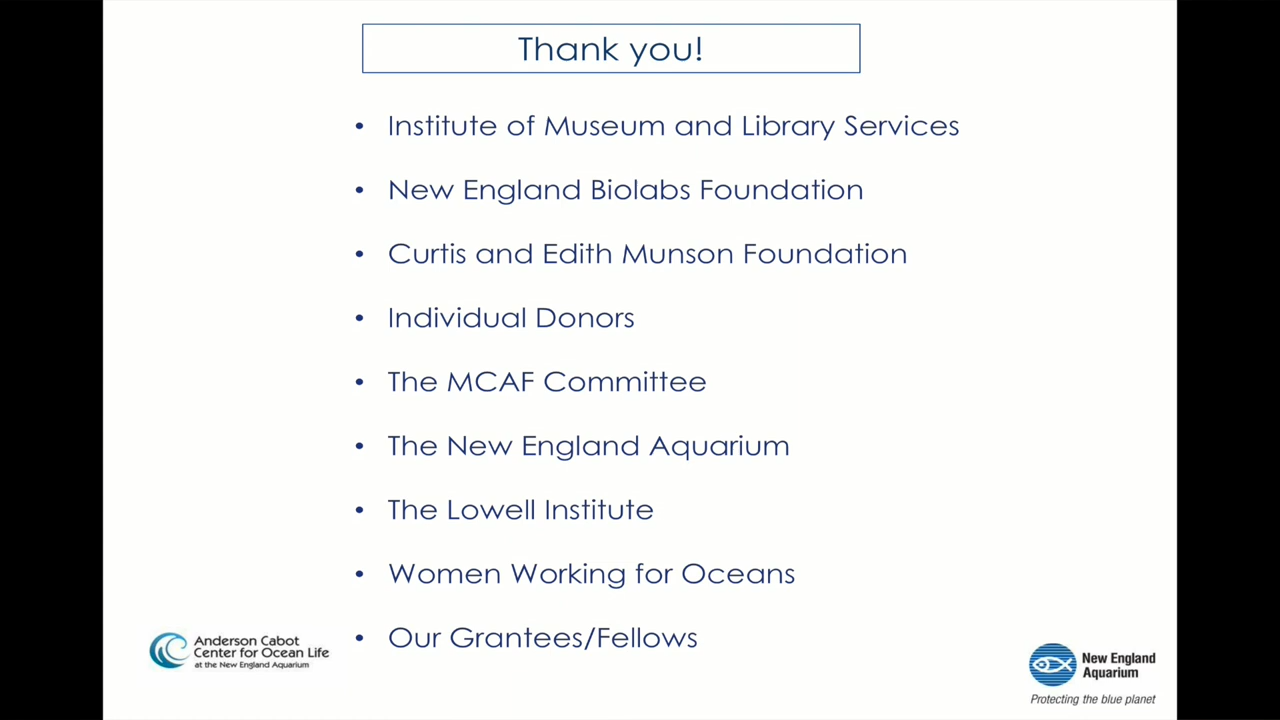 Thank you!
• Institute of Museum and Library Services
• New England Biolabs Foundation
• Curtis and Edith Munson Foundation
• Individual Donors
• The MCAF Committee
• The New England Aquarium
• The Lowell Institute
• Women Working for Oceans
• Our Grantees/Fellows
Anderson Cabot
Center for Ocean Life
at the New England Aquarium
New England
Aquarium
Protecting the blue planet